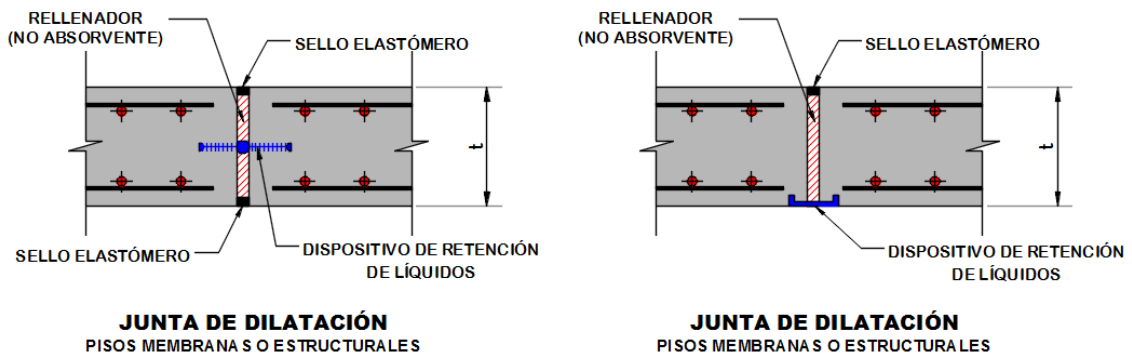 RELLENADOR
(NO ABSORVENTE)
SELLO ELASTÓMERO
t
SELLO ELASTÓMERO
DISPOSITIVO DE RETENCIÓN
DE LÍQUIDOS
JUNTA DE DILATACIÓN
PISOS MEMBRANAS O ESTRUCTURALES
RELLENADOR
(NO ABSORVENTE)
SELLO ELASTÓMERO
t
DISPOSITIVO DE RETENCIÓN
DE LÍQUIDOS
JUNTA DE DILATACIÓN
PISOS MEMBRANAS O ESTRUCTURALES